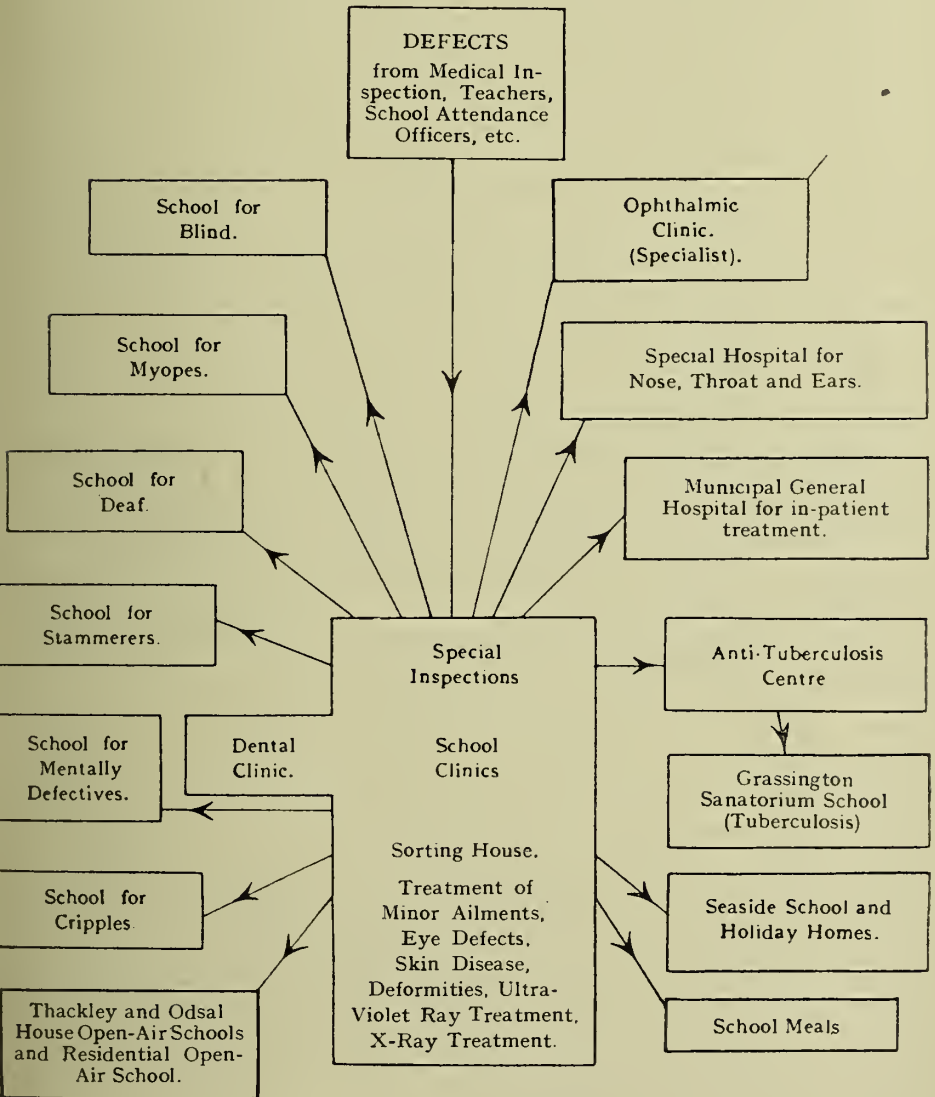 DEFECTS
from Medical In-
spection, Teachers,
School Attendance
Officers, etc.
School for
Blind.
Ophthalmic
Clinic.
(Specialist).
School for
Myopes.
Special Hospital for
Nose, Throat and Ears.
School for
Deaf.
Municipal General
Hospital for in-patient
treatment.
School for
Stammerers.
Special
Inspections
Anti-Tuberculosis
Centre
School for
Mentally
Defectives.
Dental
Clinic.
School
Clinics
Grassington
Sanatorium School
(Tuberculosis)
Sorting House.
School for
Cripples.
Treatment of
Minor Ailments,
Eye Defects,
Skin Disease,
Deformities, Ultra-
Violet Ray Treatment,
X-Ray Treatment.
Seaside School and
Holiday Homes.
Thackley and Odsal
House Open-Air Schools
and Residential Open-
Air School.
School Meals